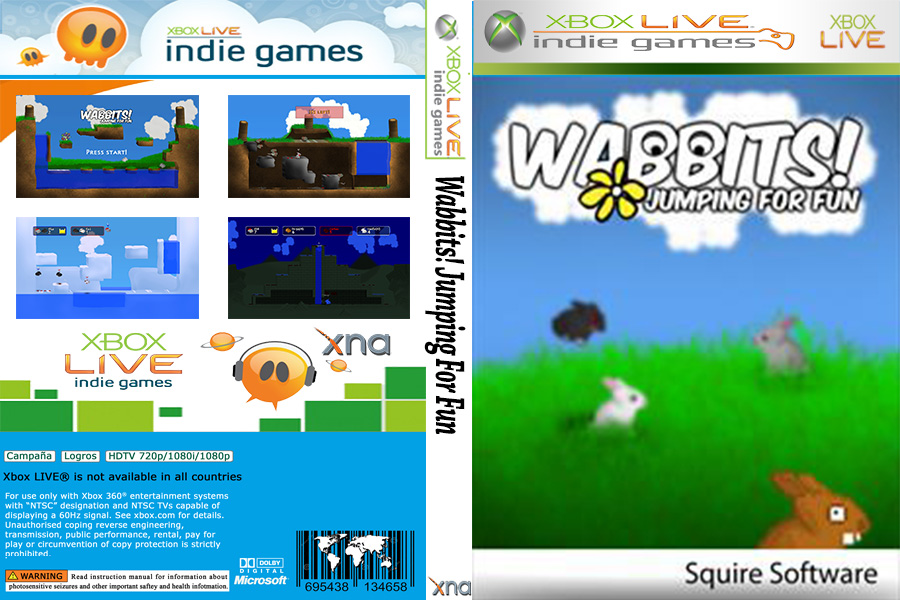 XBOX LIVE
indie games
WABBITS!
JUMPING FOR FUN
PRESS START!
XBOX
LIVE
indie games
xna
Campaña
Logros
HDTV 720p/1080i/1080p
Xbox LIVE® is not available in all countries
For use only with Xbox 360® entertainment systems
with “NTSC” designation and NTSC TVs capable of
displaying a 60Hz signal. See xbox.com for details.
Unauthorised coping reverse engineering,
transmission, public performance, rental, pay for
play or circumvention of copy protection is strictly
prohibited.
WARNING Read instruction manual for information about
photosensitive seizures and other important saftey and health infotmation.
DOLBY
DIGITAL
Microsoft
695438 134658
XBOX LIVE
indie games
Wabbits! Jumping For Fun
xna
XBOX LIVE
indie games
XBOX
LIVE
WABBITS!
JUMPING FOR FUN
Squire Software